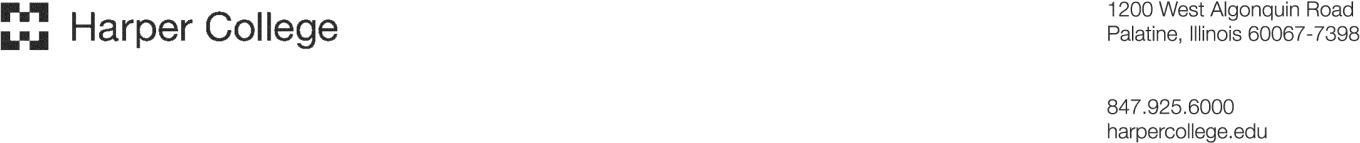 Harper College
1200 West Algonquin Road
Palatine, Illinois 60067-7398
847.925.6000
harpercollege.edu